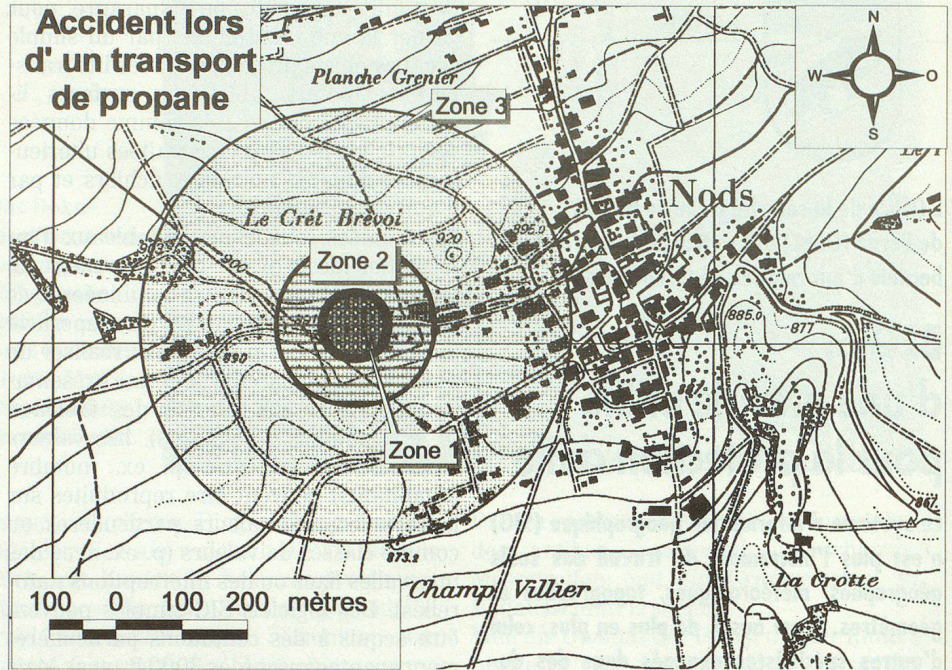 Accident lors
d'un transport
de propane
N
W
O
S
Planche Grenier
Zone 3
Nods
Le Crêt Brevoi
920
895.0
900
Zone 2
885.0
877
890
Zone 1
873.2
Champ Villier
La Crotte
100 0 100 200 mètres